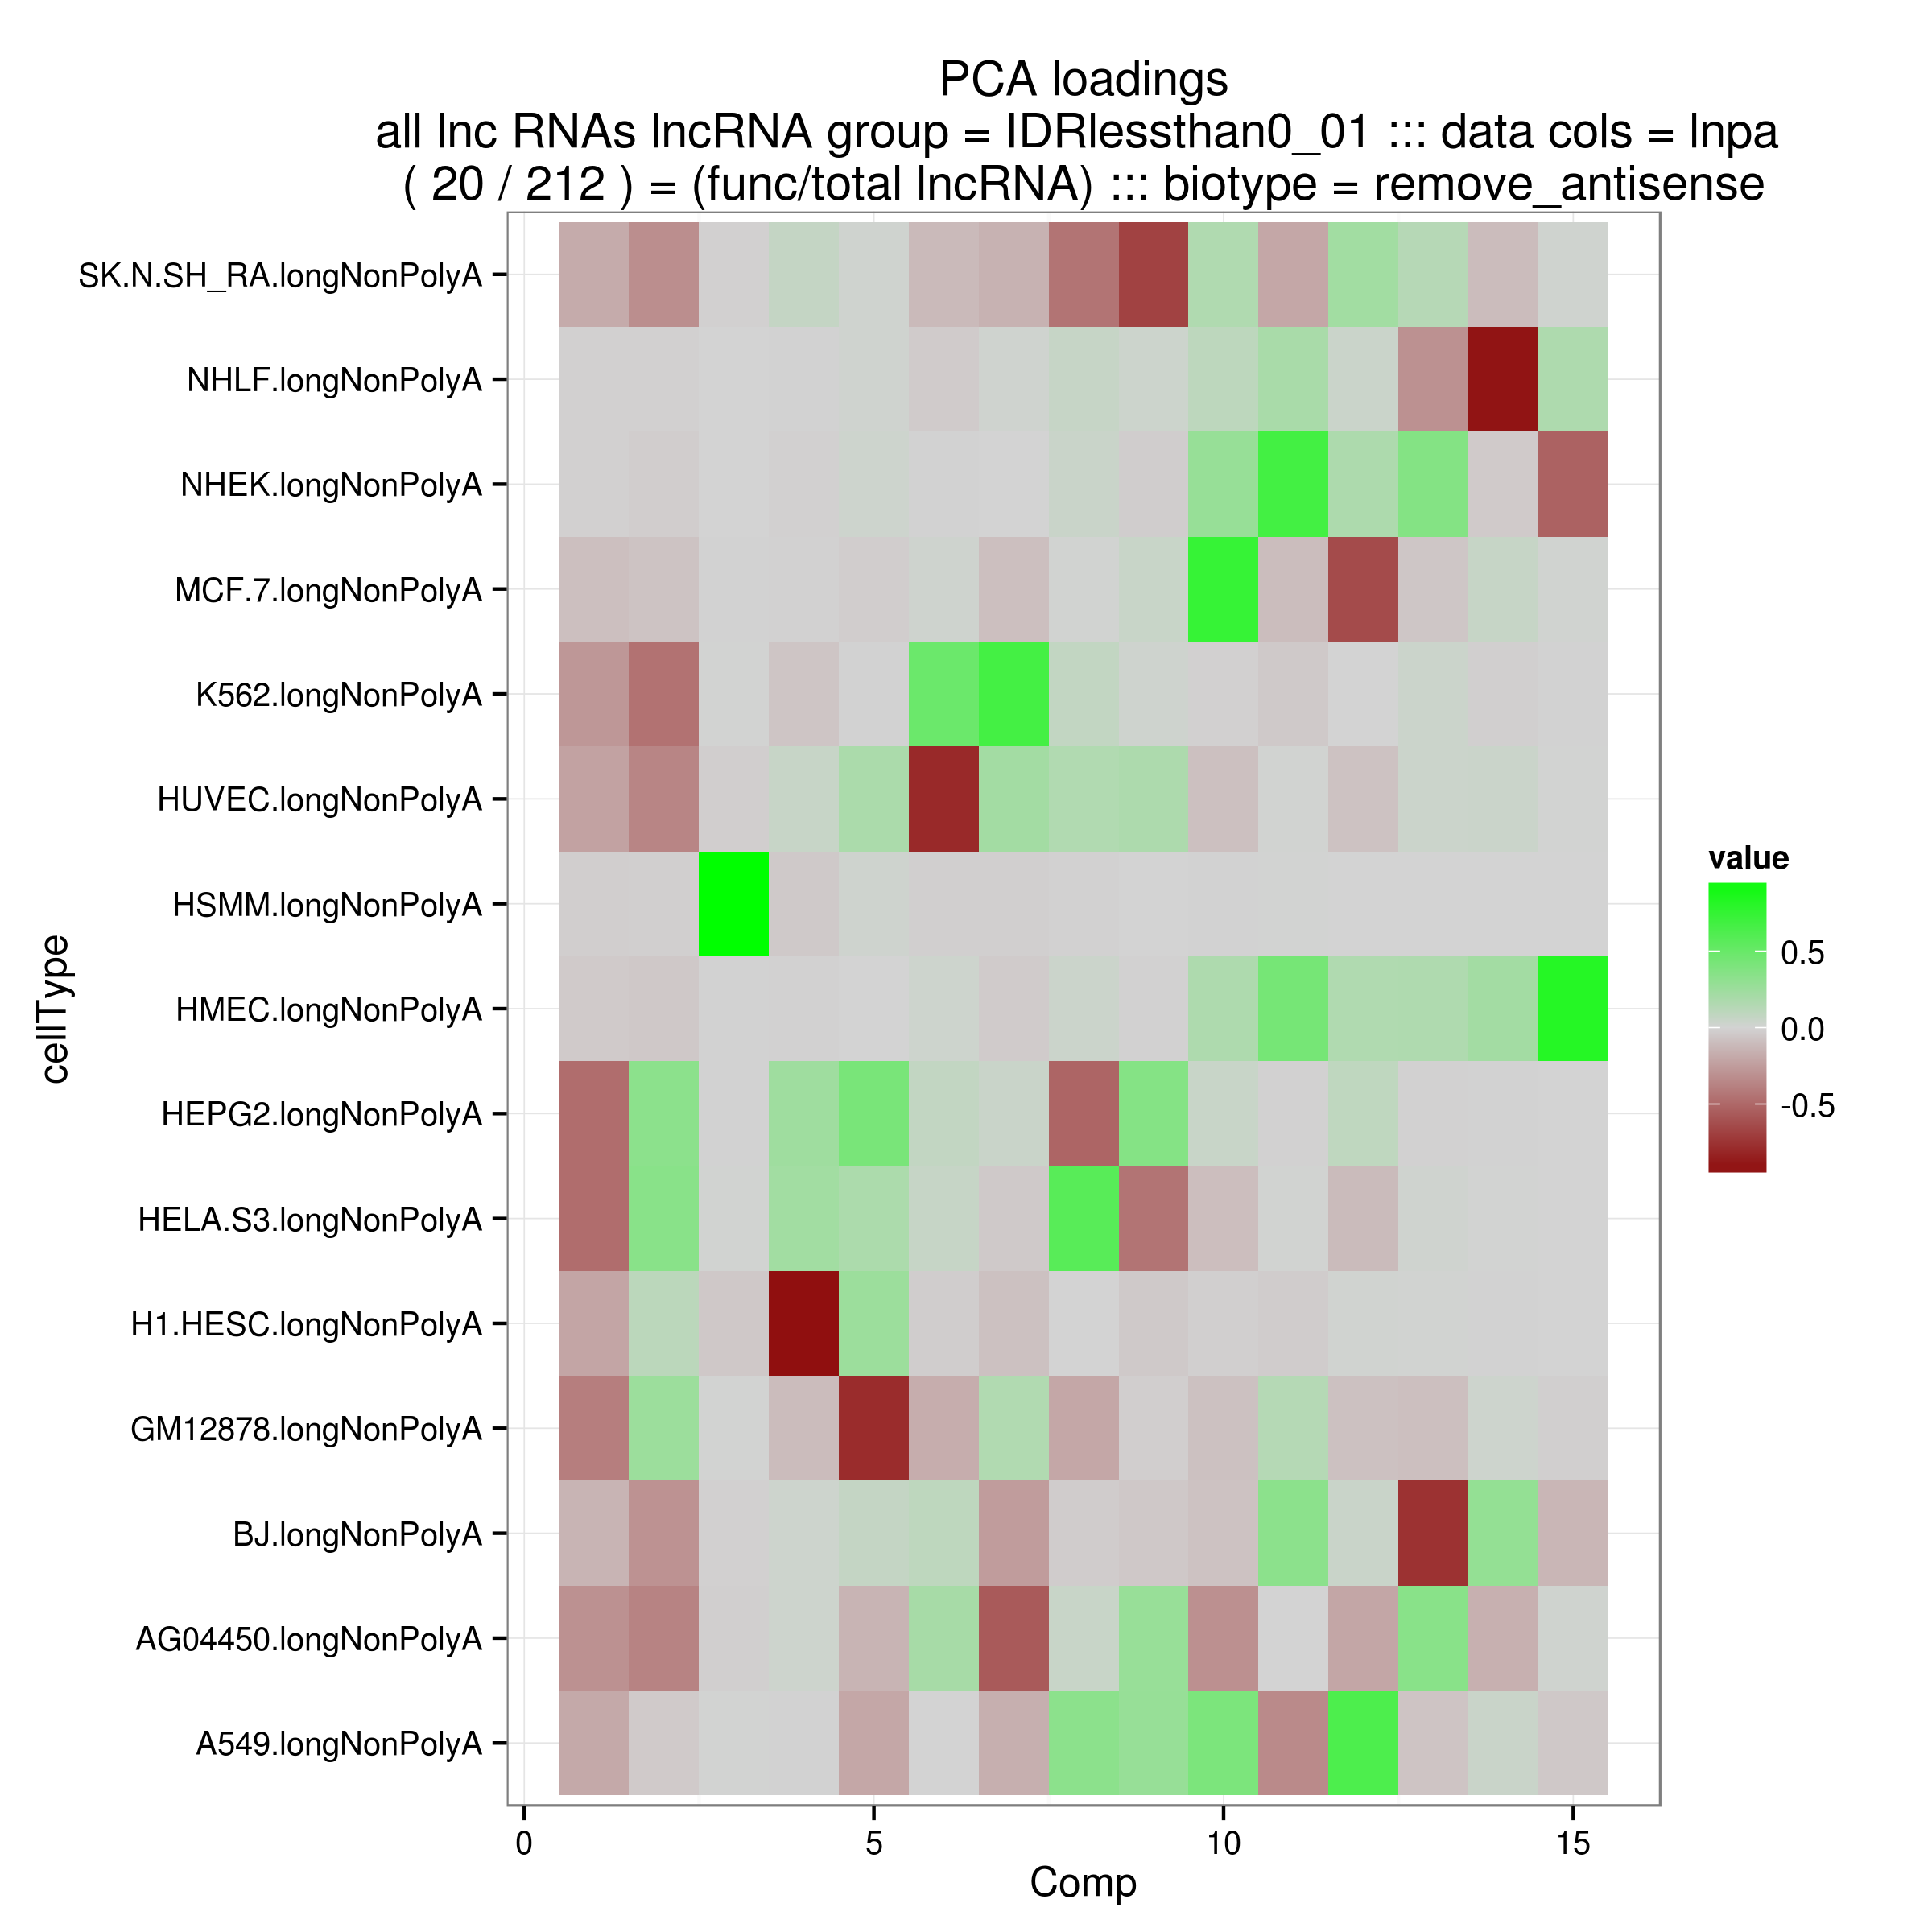 PCA loadings
all lnc RNAs lncRNA group = IDRlessthan0_01 ::: data cols = lnpa
( 20 / 212 ) = (func/total lncRNA) ::: biotype = remove_antisense
cellType
SK.N.SH_RA.longNonPolyA
NHLF.longNonPolyA
NHEK.longNonPolyA
MCF.7.longNonPolyA
K562.longNonPolyA
HUVEC.longNonPolyA
HSMM.longNonPolyA
HMEC.longNonPolyA
HEPG2.longNonPolyA
HELA.S3.longNonPolyA
H1.HESC.longNonPolyA
GM12878.longNonPolyA
BJ.longNonPolyA
AG04450.longNonPolyA
A549.longNonPolyA
0 5 10 15
Comp
value
0.5
0.0
-0.5